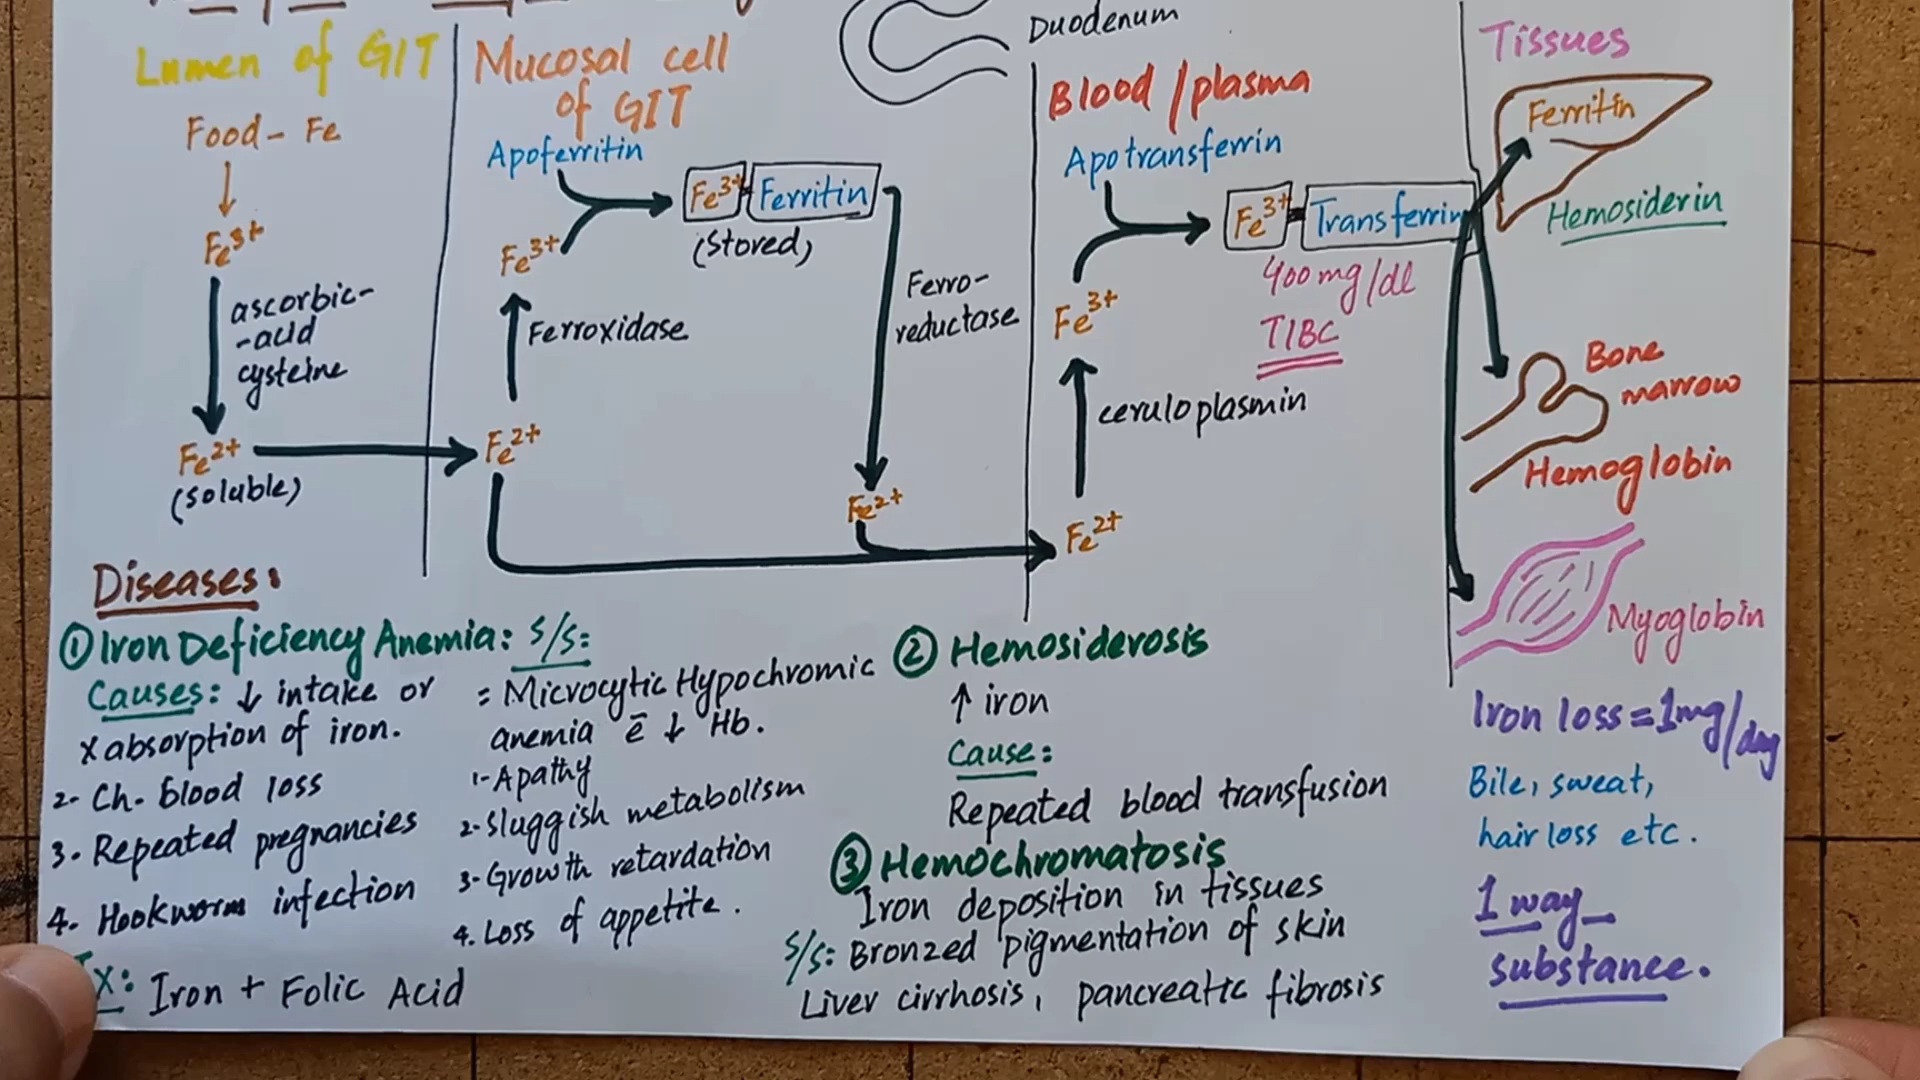 Duodenum
Lumen of GIT
Food - Fe
Fe3+
ascorbic-
-acid
cysteine
Fe2+
(soluble)
Mucosal cell
of GIT
Apoferritin
Fe3+ Ferritin
(stored)
Fe3+
Ferroxidase
Fe2+
Ferro-
reductase
Fe2+
Blood/plasma
Apotransferrin
Fe3+ Transferrin
400mg/dl
TIBC
Fe3+
ceruloplasmin
Fe2+
Tissues
Ferritin
Hemosiderin
Bone
marrow
Hemoglobin
Myoglobin
Iron loss = 1mg/day
Bile, sweat,
hair loss etc.
1 way
substance.
Diseases:
① Iron Deficiency Anemia: S/S:
Causes: ↓ intake or
x absorption of iron.
2- Ch. blood loss
3. Repeated pregnancies
4. Hookworm infection
Tx: Iron + Folic Acid
= Microcytic Hypochromic
anemia c̄ ↓ Hb.
1- Apathy
2- Sluggish metabolism
3- Growth retardation
4. Loss of appetite.
② Hemosiderosis
↑ iron
Cause:
Repeated blood transfusion
③ Hemochromatosis
Iron deposition in tissues
S/S: Bronzed pigmentation of skin
Liver cirrhosis, pancreatic fibrosis